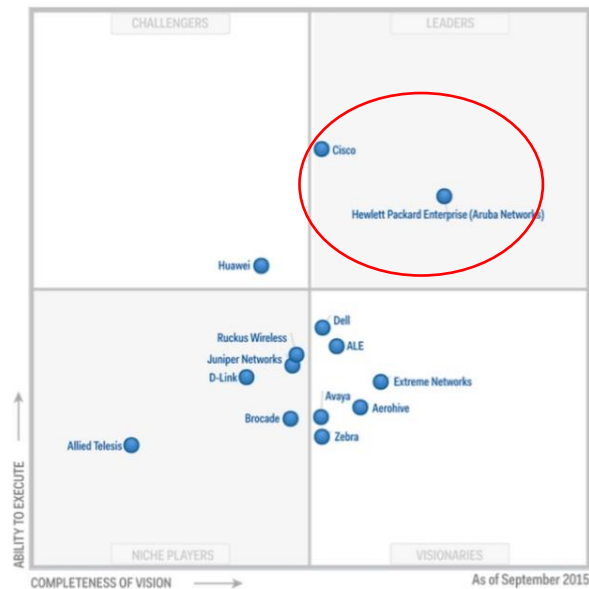 CHALLENGERS
LEADERS
Cisco
Hewlett Packard Enterprise (Aruba Networks)
Huawei
Dell
Ruckus Wireless
ALE
Juniper Networks
D-Link
Extreme Networks
Avaya
Aerohive
Brocade
Zebra
Allied Telesis
ABILITY TO EXECUTE
NICHE PLAYERS
VISIONARIES
COMPLETENESS OF VISION
As of September 2015